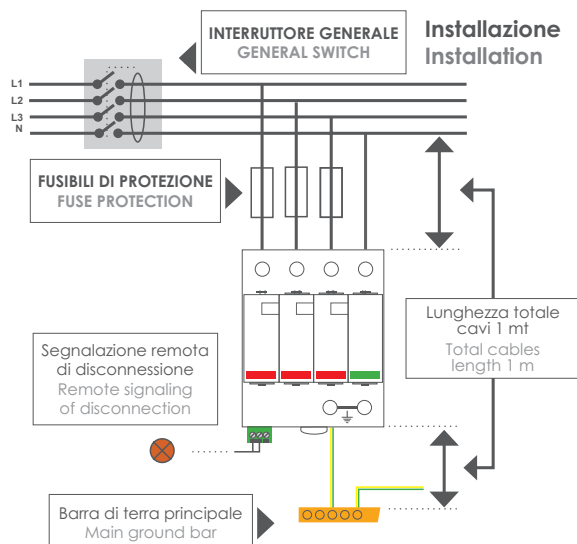 INTERRUTTORE GENERALE
GENERAL SWITCH
Installazione
Installation
L1
L2
L3
N
FUSIBILI DI PROTEZIONE
FUSE PROTECTION
Lunghezza totale
cavi 1 mt
Total cables
length 1 m
Segnalazione remota
di disconnessione
Remote signaling
of disconnection
Barra di terra principale
Main ground bar